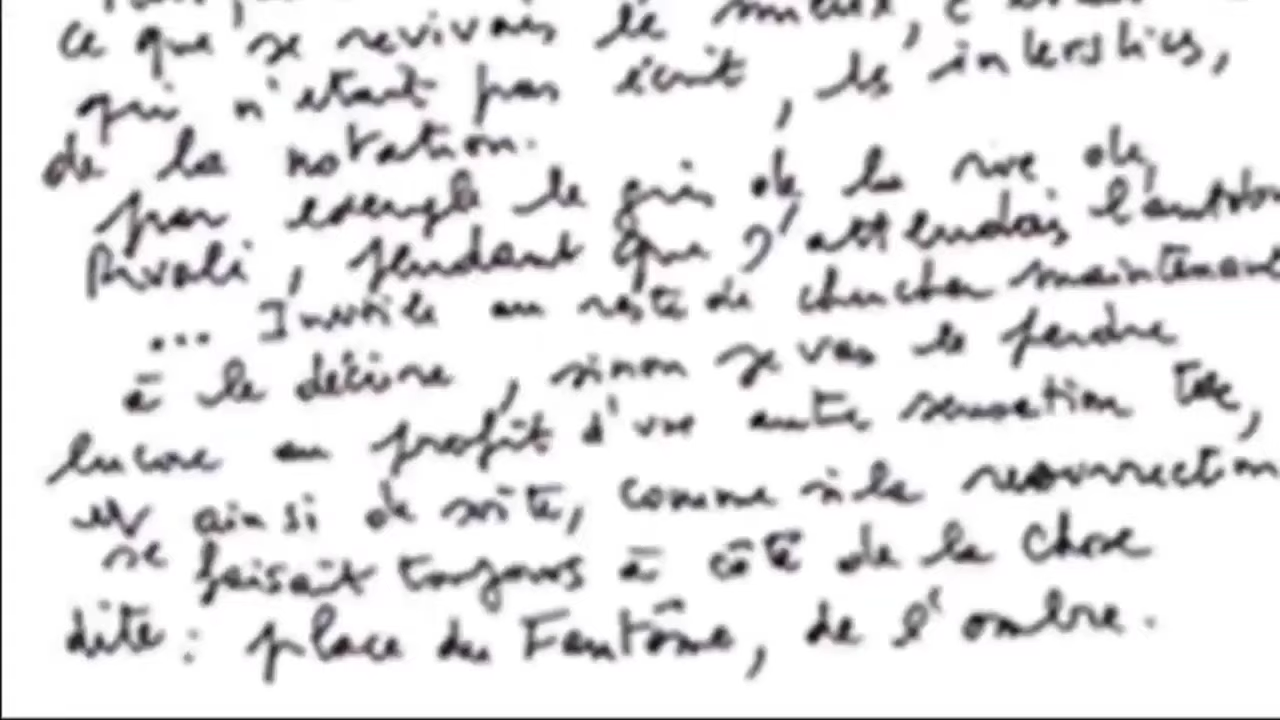 ce que je revivais le mieux, c'était
qui n'était pas écrit, les interstices,
de la notation.
par exemple le gris de la rue de
Rivoli, pendant que j'attendais l'autobus
... Inutile au reste de chercher maintenant
à le décrire, sinon je vais le perdre
encore au profit d'une autre sensation tue,
et ainsi de suite, comme si la résurrection
se faisait toujours à côté de la chose
dite : place du Fantôme, de l'ombre.